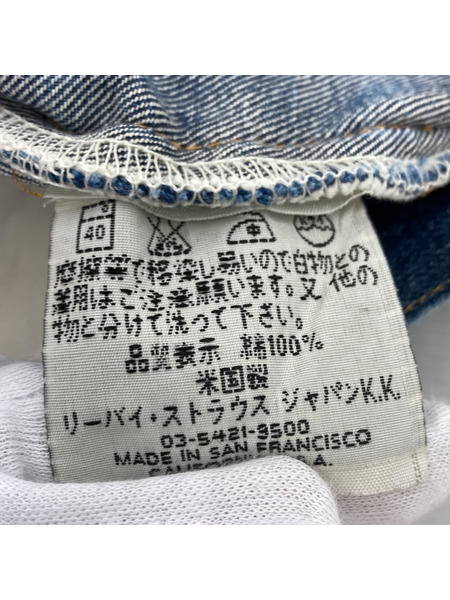 40
感摩擦で移染し易いので白物との
着用はご注意願います。又 他の
物と分けて洗って下さい。
品質表示 綿100%
米国製
リーバイ・ストラウス ジャパンK.K.
03-5421-3500
MADE IN SAN FRANCISCO
CALIFORNIA U.S.A.